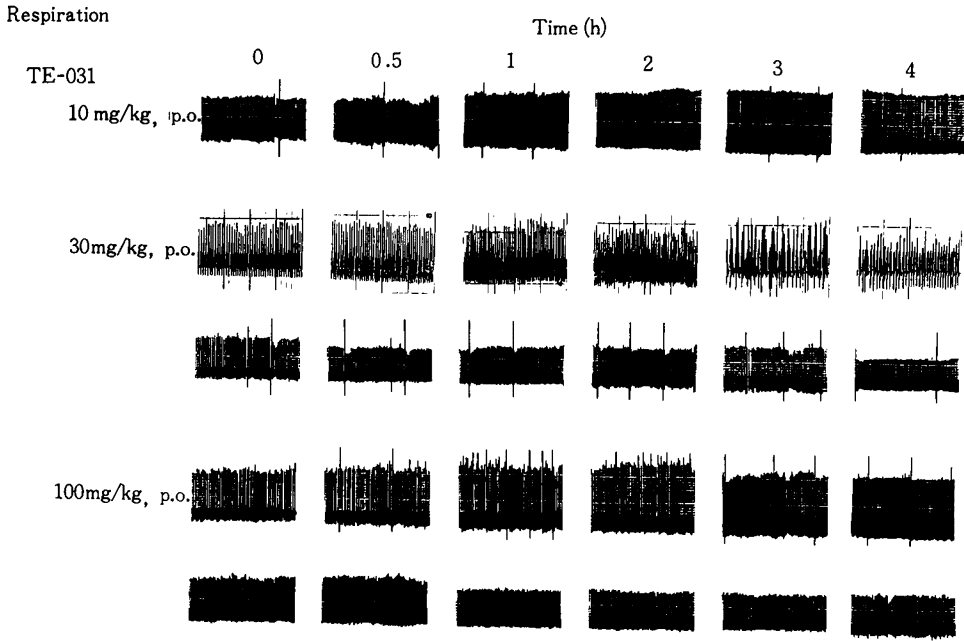 Respiration
Time (h)
0 0.5 1 2 3 4
TE-031
10 mg/kg, p.o.
30mg/kg, p.o.
100mg/kg, p.o.